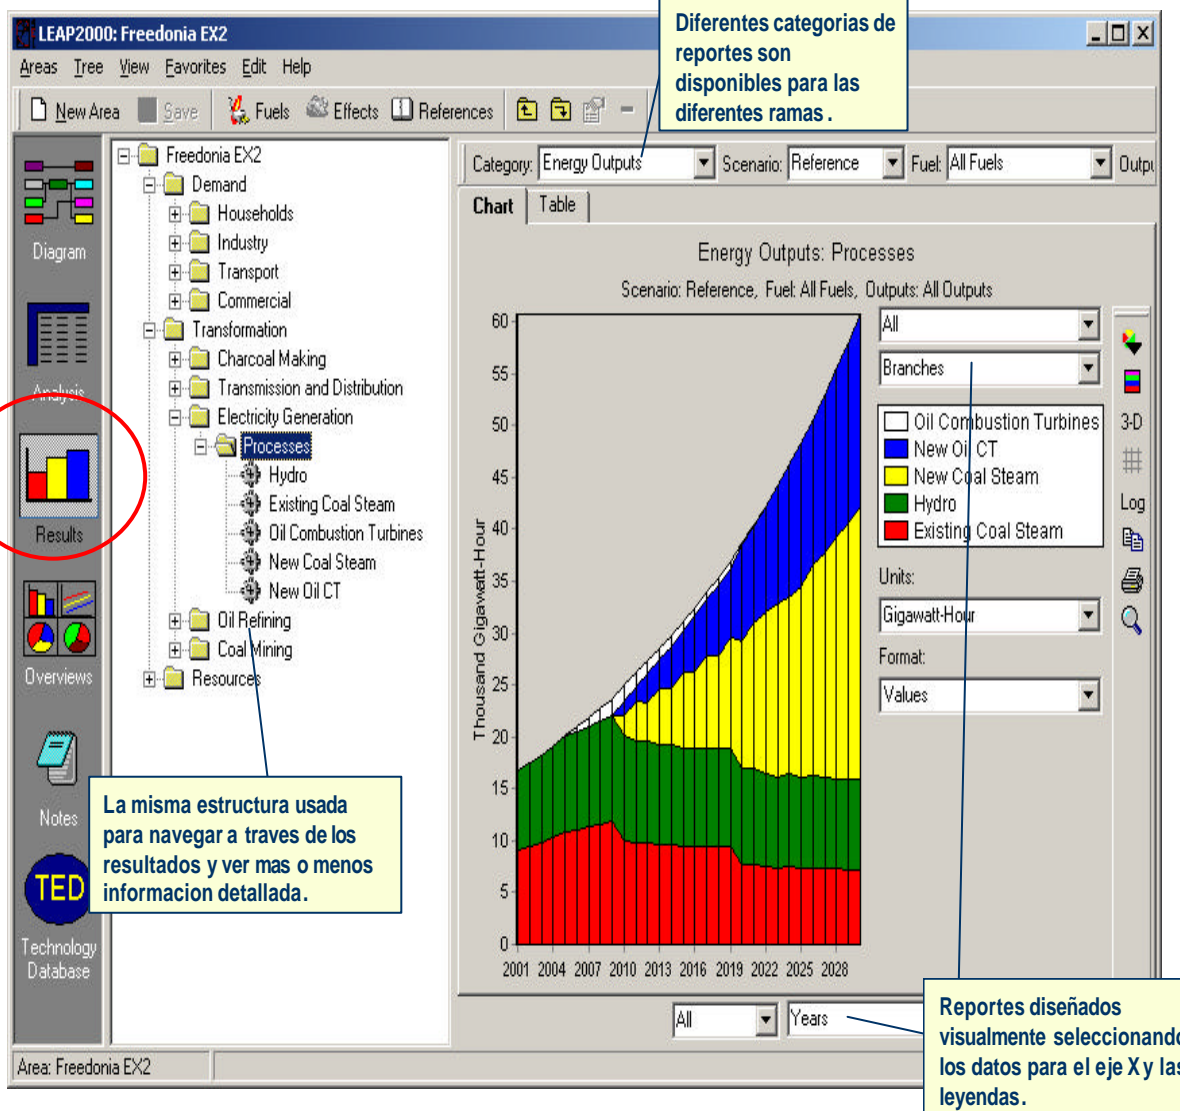 Diferentes categorias de
reportes son
disponibles para las
diferentes ramas.
LEAP2000: Freedonia EX2
Areas Tree View Favorites Edit Help
New Area Save Fuels Effects References
Diagram
Analysis
Results
Overviews
Notes
TED
Technology
Database
Freedonia EX2
Demand
Households
Industry
Transport
Commercial
Transformation
Charcoal Making
Transmission and Distribution
Electricity Generation
Processes
Hydro
Existing Coal Steam
Oil Combustion Turbines
New Coal Steam
New Oil CT
Oil Refining
Coal Mining
Resources
La misma estructura usada
para navegar a traves de los
resultados y ver mas o menos
informacion detallada.
Category: Energy Outputs Scenario: Reference Fuel: All Fuels Outpu
Chart Table
Energy Outputs: Processes
Scenario: Reference, Fuel: All Fuels, Outputs: All Outputs
Thousand Gigawatt-Hour
60
55
50
45
40
35
30
25
20
15
10
5
0
2001 2004 2007 2010 2013 2016 2019 2022 2025 2028
All
Branches
Oil Combustion Turbines
New Oil CT
New Coal Steam
Hydro
Existing Coal Steam
Units:
Gigawatt-Hour
Format:
Values
3-D
Log
All Years
Reportes diseñados
visualmente seleccionando
los datos para el eje X y las
leyendas.
Area: Freedonia EX2